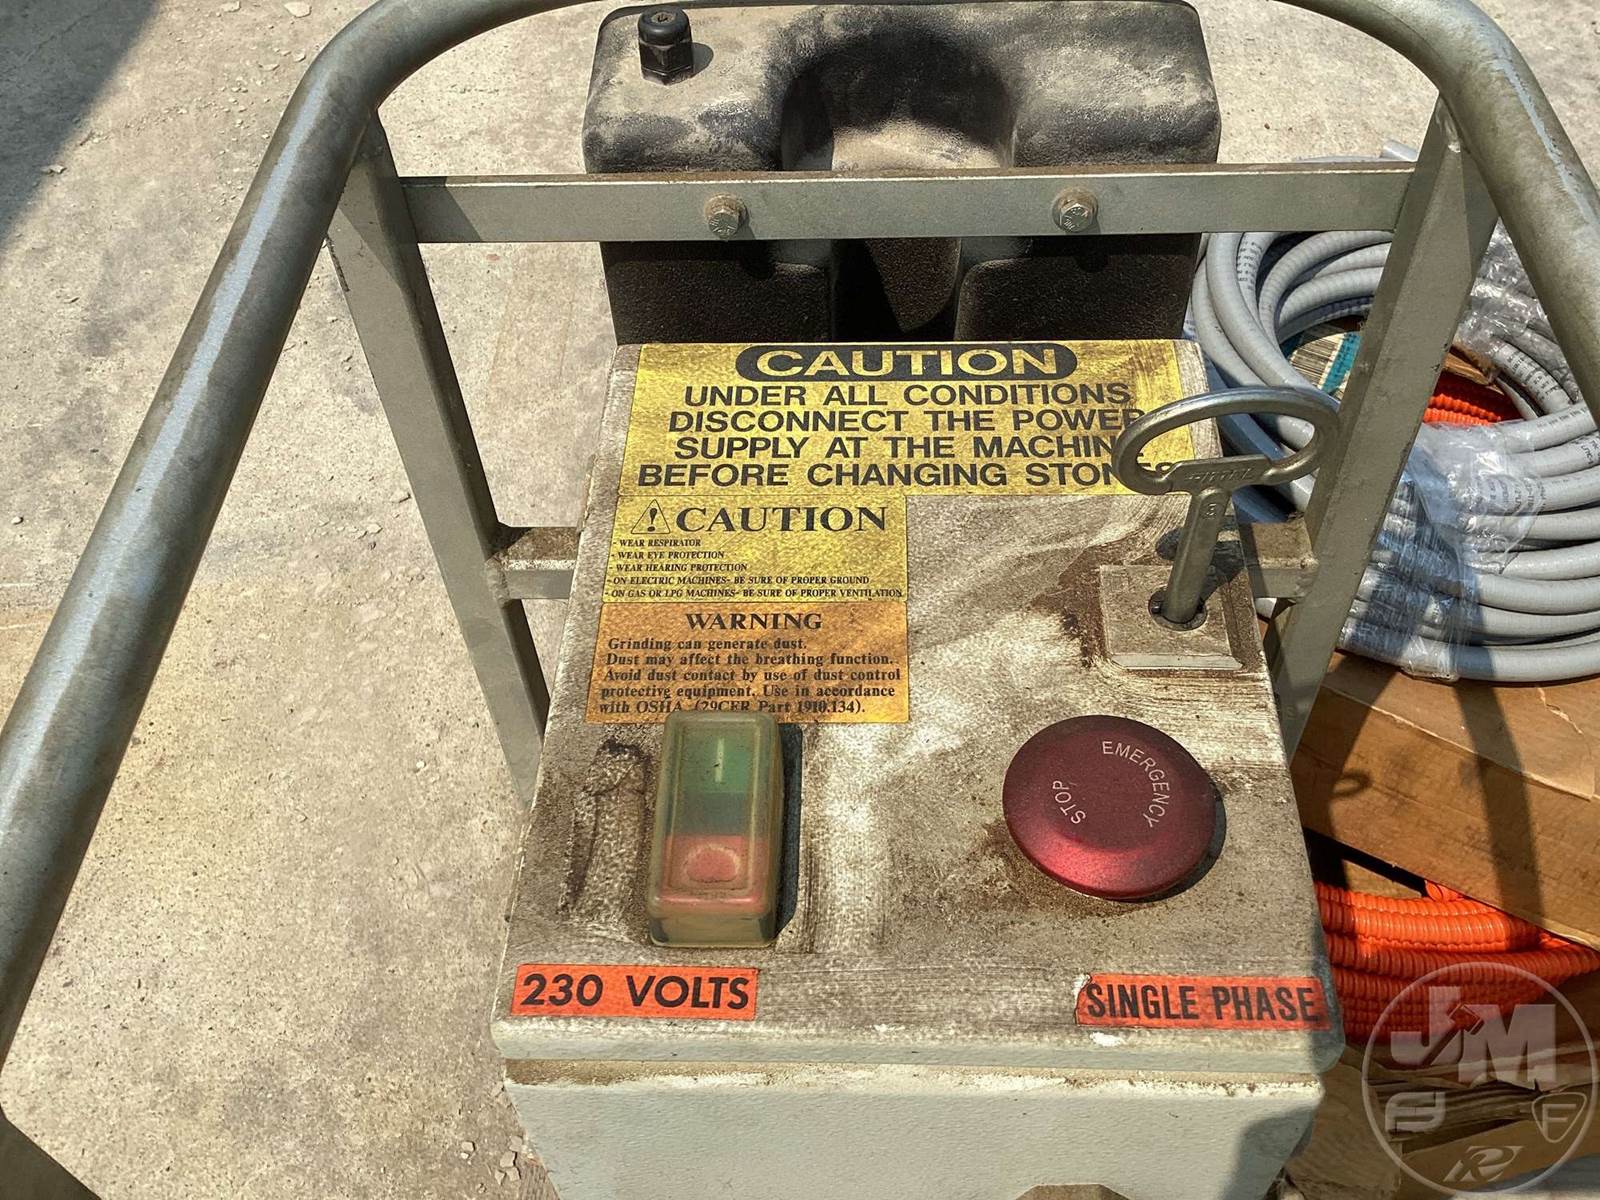 CAUTION
UNDER ALL CONDITIONS
DISCONNECT THE POWER
SUPPLY AT THE MACHINE
BEFORE CHANGING STONES
CAUTION
- WEAR RESPIRATOR
- WEAR EYE PROTECTION
- WEAR HEARING PROTECTION
- ON ELECTRIC MACHINES- BE SURE OF PROPER GROUND
- ON GAS OR LPG MACHINES- BE SURE OF PROPER VENTILATION
WARNING
Grinding can generate dust.
Dust may affect the breathing function.
Avoid dust contact by use of dust control
protective equipment. Use in accordance
with OSHA (29CFR Part 1910.134).
EMERGENCY
STOP
230 VOLTS
SINGLE PHASE
JM